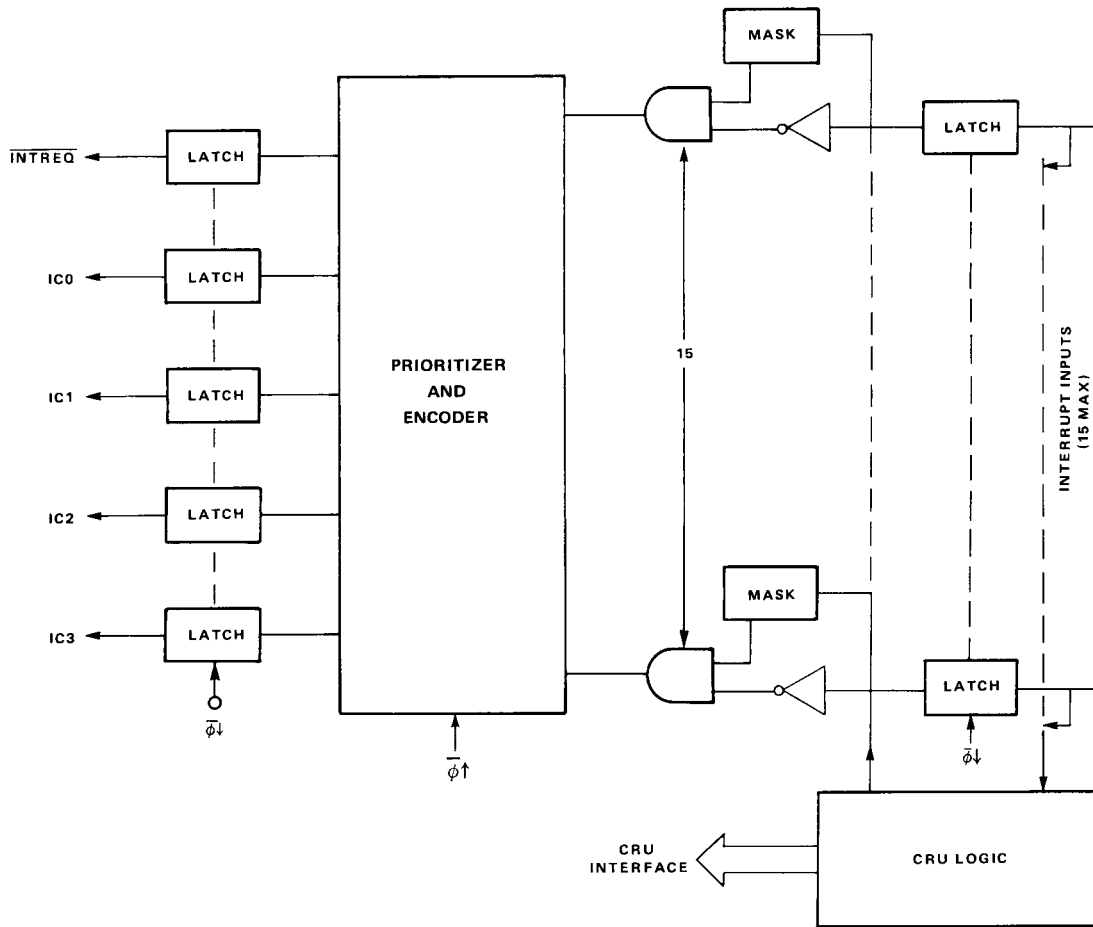 MASK
LATCH
INTREQ
LATCH
IC0
LATCH
PRIORITIZER
AND
ENCODER
15
INTERRUPT INPUTS
(15 MAX)
IC1
LATCH
IC2
LATCH
MASK
IC3
LATCH
LATCH
ϕ̅↓
ϕ̅↑
ϕ̅↓
CRU
INTERFACE
CRU LOGIC